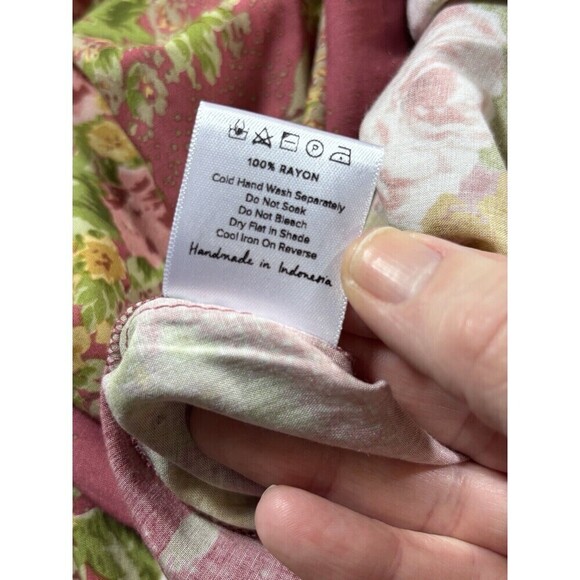 P
100% RAYON
Cold Hand Wash Separately
Do Not Soak
Do Not Bleach
Dry Flat in Shade
Cool Iron On Reverse
Handmade in Indonesia